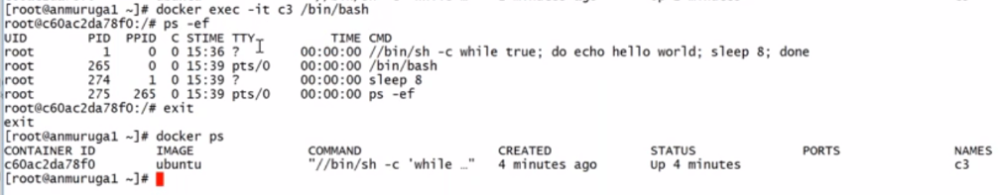 [root@anmuruga1 ~]# docker exec -it c3 /bin/bash
root@c60ac2da78f0:/# ps -ef
UID PID PPID C STIME TTY TIME CMD
root 1 0 0 15:36 ? 00:00:00 //bin/sh -c while true; do echo hello world; sleep 8; done
root 265 0 0 15:39 pts/0 00:00:00 /bin/bash
root 274 1 0 15:39 ? 00:00:00 sleep 8
root 275 265 0 15:39 pts/0 00:00:00 ps -ef
root@c60ac2da78f0:/# exit
exit
[root@anmuruga1 ~]# docker ps
CONTAINER ID IMAGE COMMAND CREATED STATUS PORTS NAMES
c60ac2da78f0 ubuntu "//bin/sh -c 'while …" 4 minutes ago Up 4 minutes c3
[root@anmuruga1 ~]#